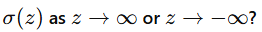 σ(z) as z → ∞ or z → −∞?